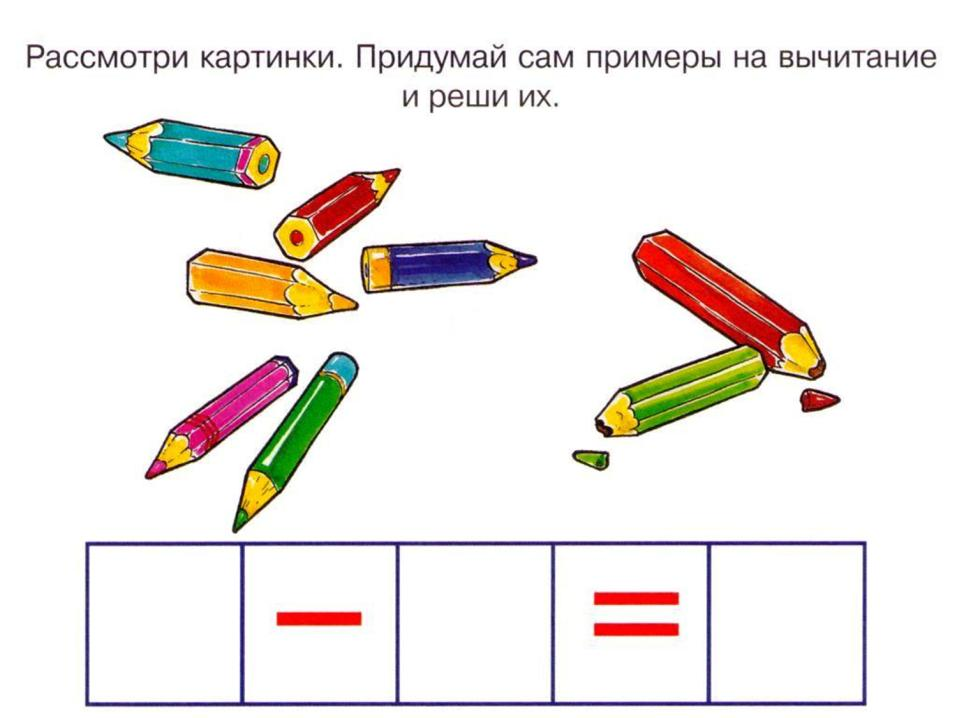 Рассмотри картинки. Придумай сам примеры на вычитание
и реши их.
− =